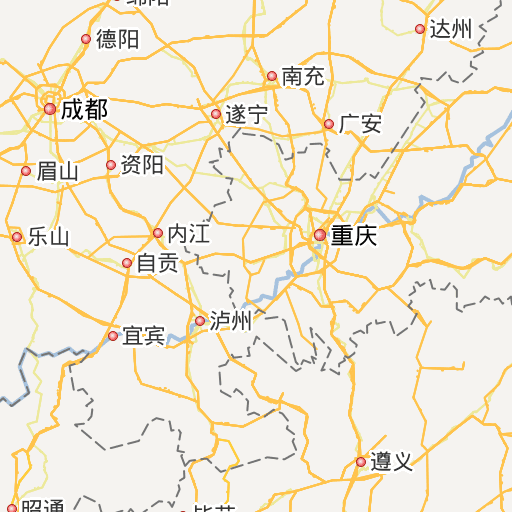 德阳
达州
南充
成都
遂宁
广安
资阳
眉山
内江
乐山
重庆
自贡
泸州
宜宾
遵义
昭通